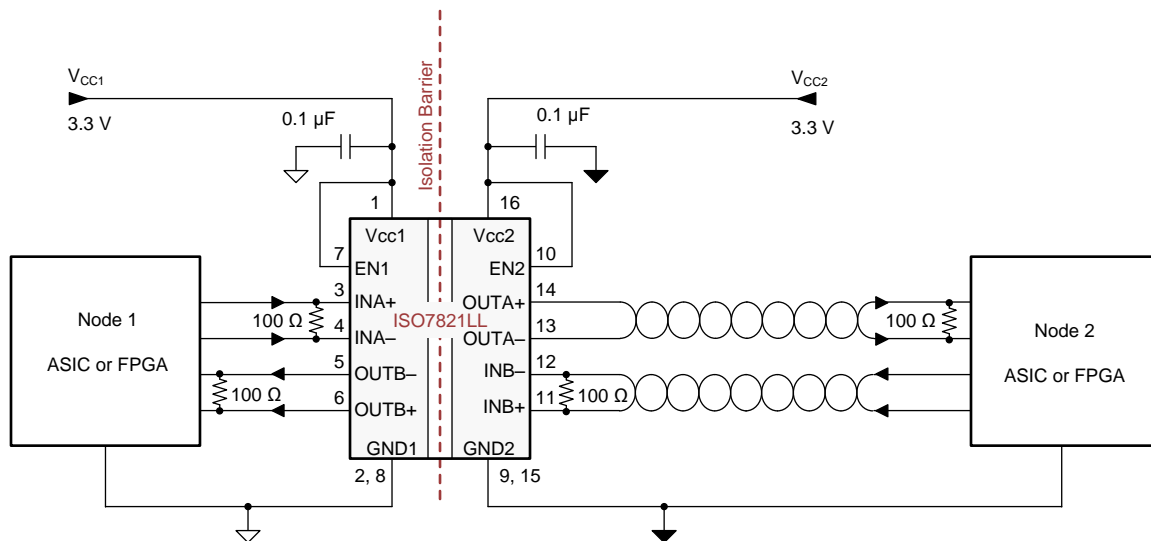 VCC1
3.3 V
0.1 µF
Isolation Barrier
0.1 µF
VCC2
3.3 V
1
16
Vcc1
Vcc2
7
EN1
10
EN2
3
INA+
14
OUTA+
100 Ω
ISO7821LL
4
INA–
13
OUTA–
100 Ω
5
OUTB–
12
INB–
100 Ω
6
OUTB+
11
INB+
100 Ω
GND1
GND2
2, 8
9, 15
Node 1
ASIC or FPGA
Node 2
ASIC or FPGA